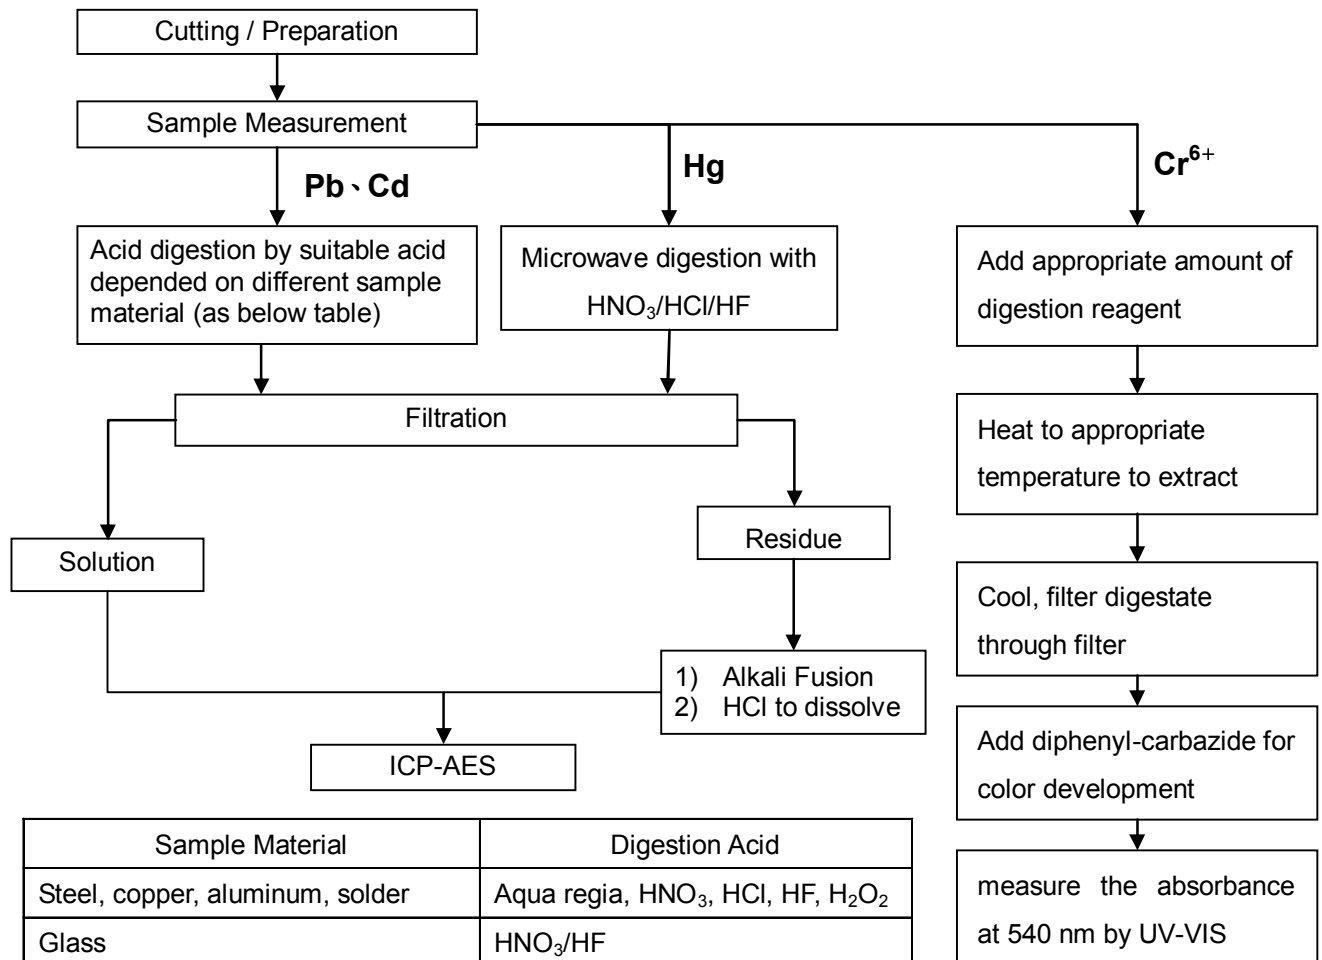 Cutting / Preparation
Sample Measurement
Pb、Cd
Hg
Cr⁶⁺
Acid digestion by suitable acid
depended on different sample
material (as below table)
Microwave digestion with
HNO₃/HCl/HF
Add appropriate amount of
digestion reagent
Filtration
Heat to appropriate
temperature to extract
Solution
Residue
Cool, filter digestate
through filter
1) Alkali Fusion
2) HCl to dissolve
ICP-AES
Add diphenyl-carbazide for
color development
measure the absorbance
at 540 nm by UV-VIS
Sample Material Digestion Acid
Steel, copper, aluminum, solder Aqua regia, HNO₃, HCl, HF, H₂O₂
Glass HNO₃/HF